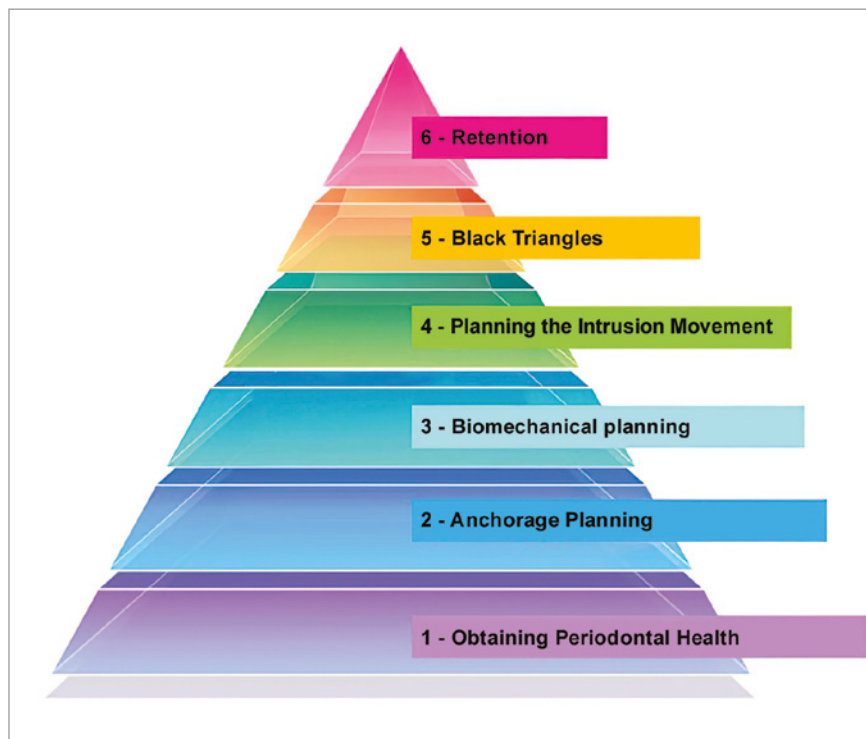 6 - Retention
5 - Black Triangles
4 - Planning the Intrusion Movement
3 - Biomechanical planning
2 - Anchorage Planning
1 - Obtaining Periodontal Health